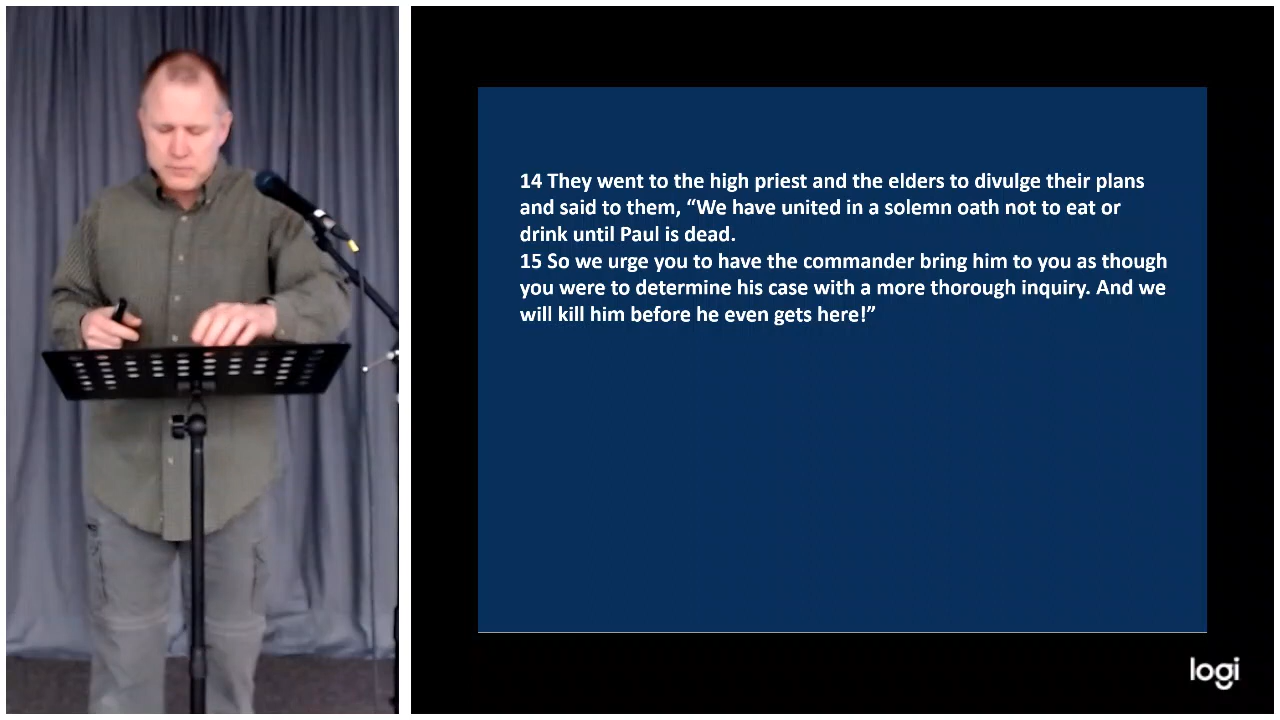 14 They went to the high priest and the elders to divulge their plans
and said to them, “We have united in a solemn oath not to eat or
drink until Paul is dead.
15 So we urge you to have the commander bring him to you as though
you were to determine his case with a more thorough inquiry. And we
will kill him before he even gets here!”
logi